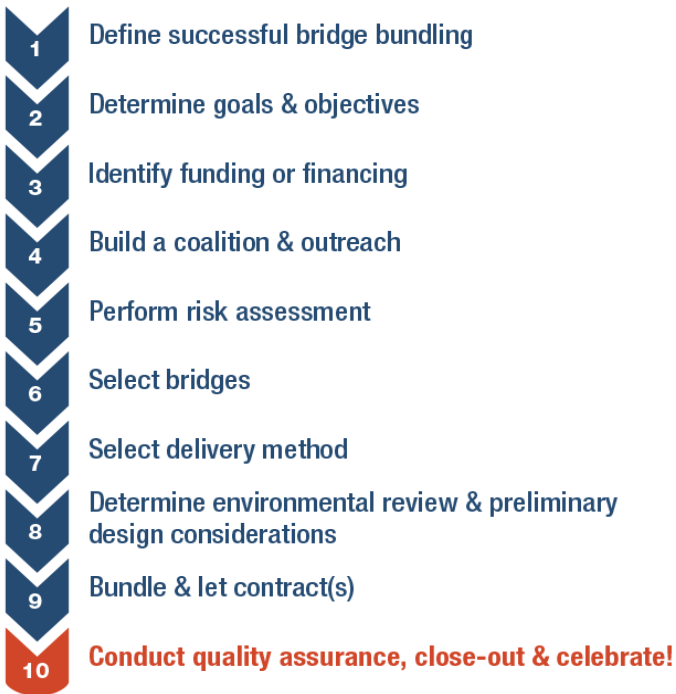 1 Define successful bridge bundling
2 Determine goals & objectives
3 Identify funding or financing
4 Build a coalition & outreach
5 Perform risk assessment
6 Select bridges
7 Select delivery method
8 Determine environmental review & preliminary
design considerations
9 Bundle & let contract(s)
10 Conduct quality assurance, close-out & celebrate!